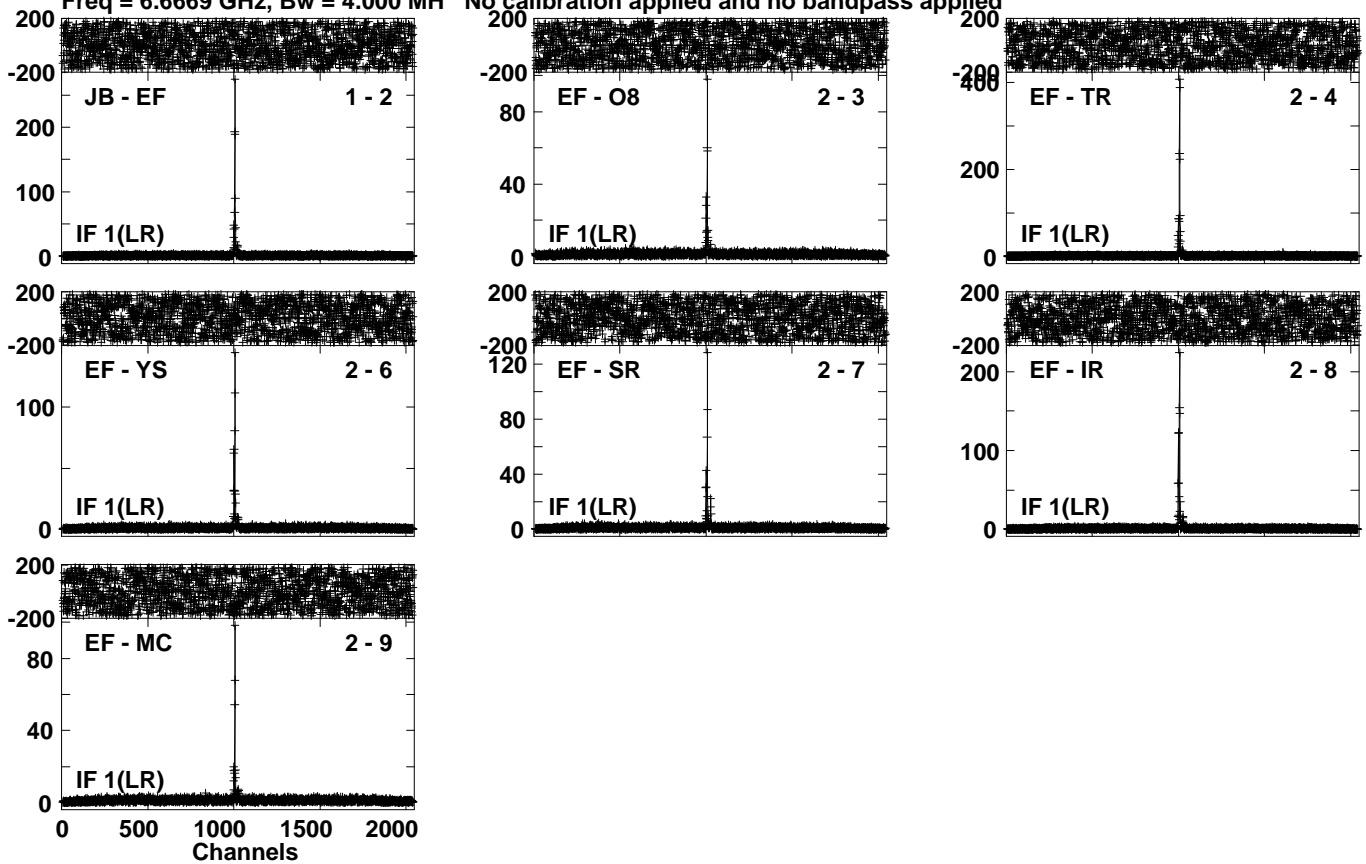 Freq = 6.6669 GHz, Bw = 4.000 MH No calibration applied and no bandpass applied
200
-200
JB - EF 1 - 2
200
100
0
IF 1(LR)
200
-200
EF - O8 2 - 3
80
40
0
IF 1(LR)
200
-200
400
EF - TR 2 - 4
200
0
IF 1(LR)
200
-200
EF - YS 2 - 6
100
0
IF 1(LR)
200
-200
120
EF - SR 2 - 7
80
40
0
IF 1(LR)
200
-200
EF - IR 2 - 8
200
100
0
IF 1(LR)
200
-200
EF - MC 2 - 9
80
40
0
IF 1(LR)
0 500 1000 1500 2000
Channels